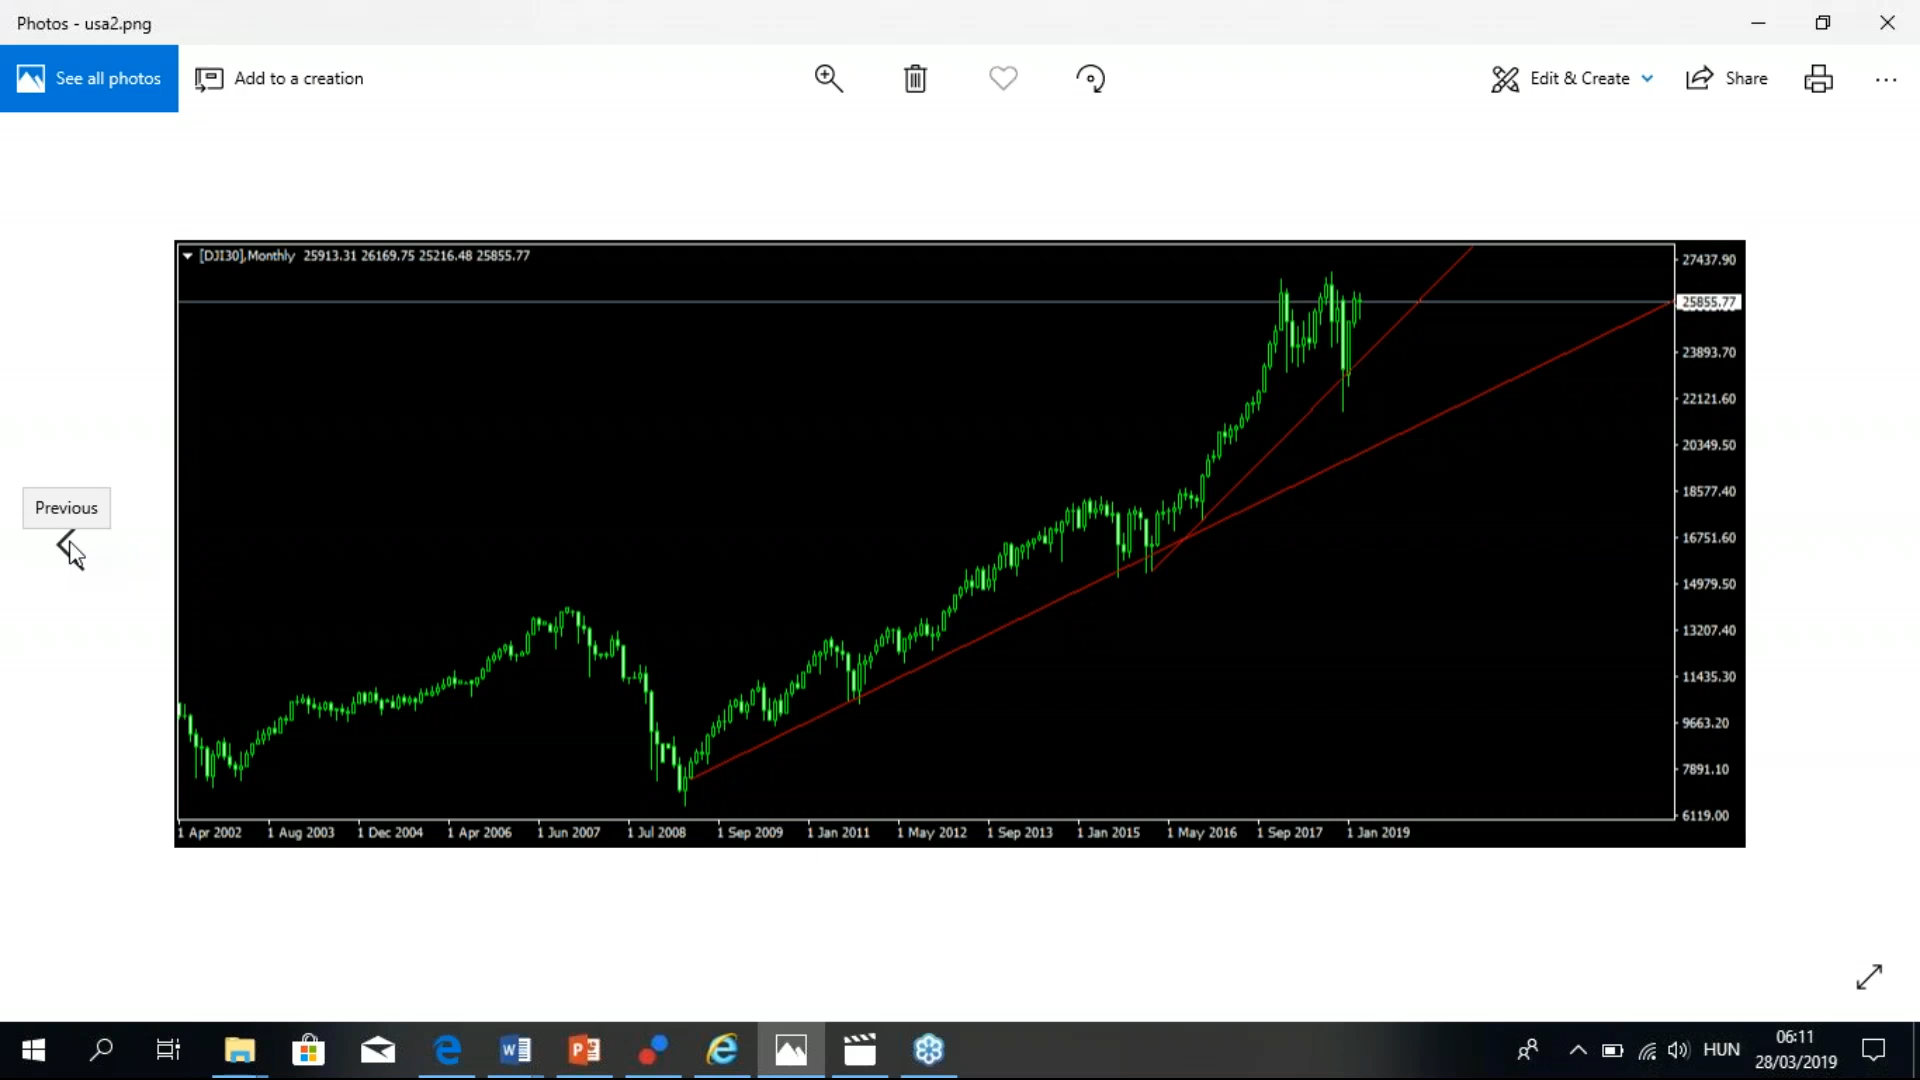 Photos - usa2.png
See all photos
Add to a creation
Edit & Create
Share
[DJI30],Monthly 25913.31 26169.75 25216.48 25855.77
27437.90
25855.77
23893.70
22121.60
20349.50
18577.40
16751.60
14979.50
13207.40
11435.30
9663.20
7891.10
6119.00
Previous
1 Apr 2002 1 Aug 2003 1 Dec 2004 1 Apr 2006 1 Jun 2007 1 Jul 2008 1 Sep 2009 1 Jan 2011 1 May 2012 1 Sep 2013 1 Jan 2015 1 May 2016 1 Sep 2017 1 Jan 2019
HUN
06:11
28/03/2019